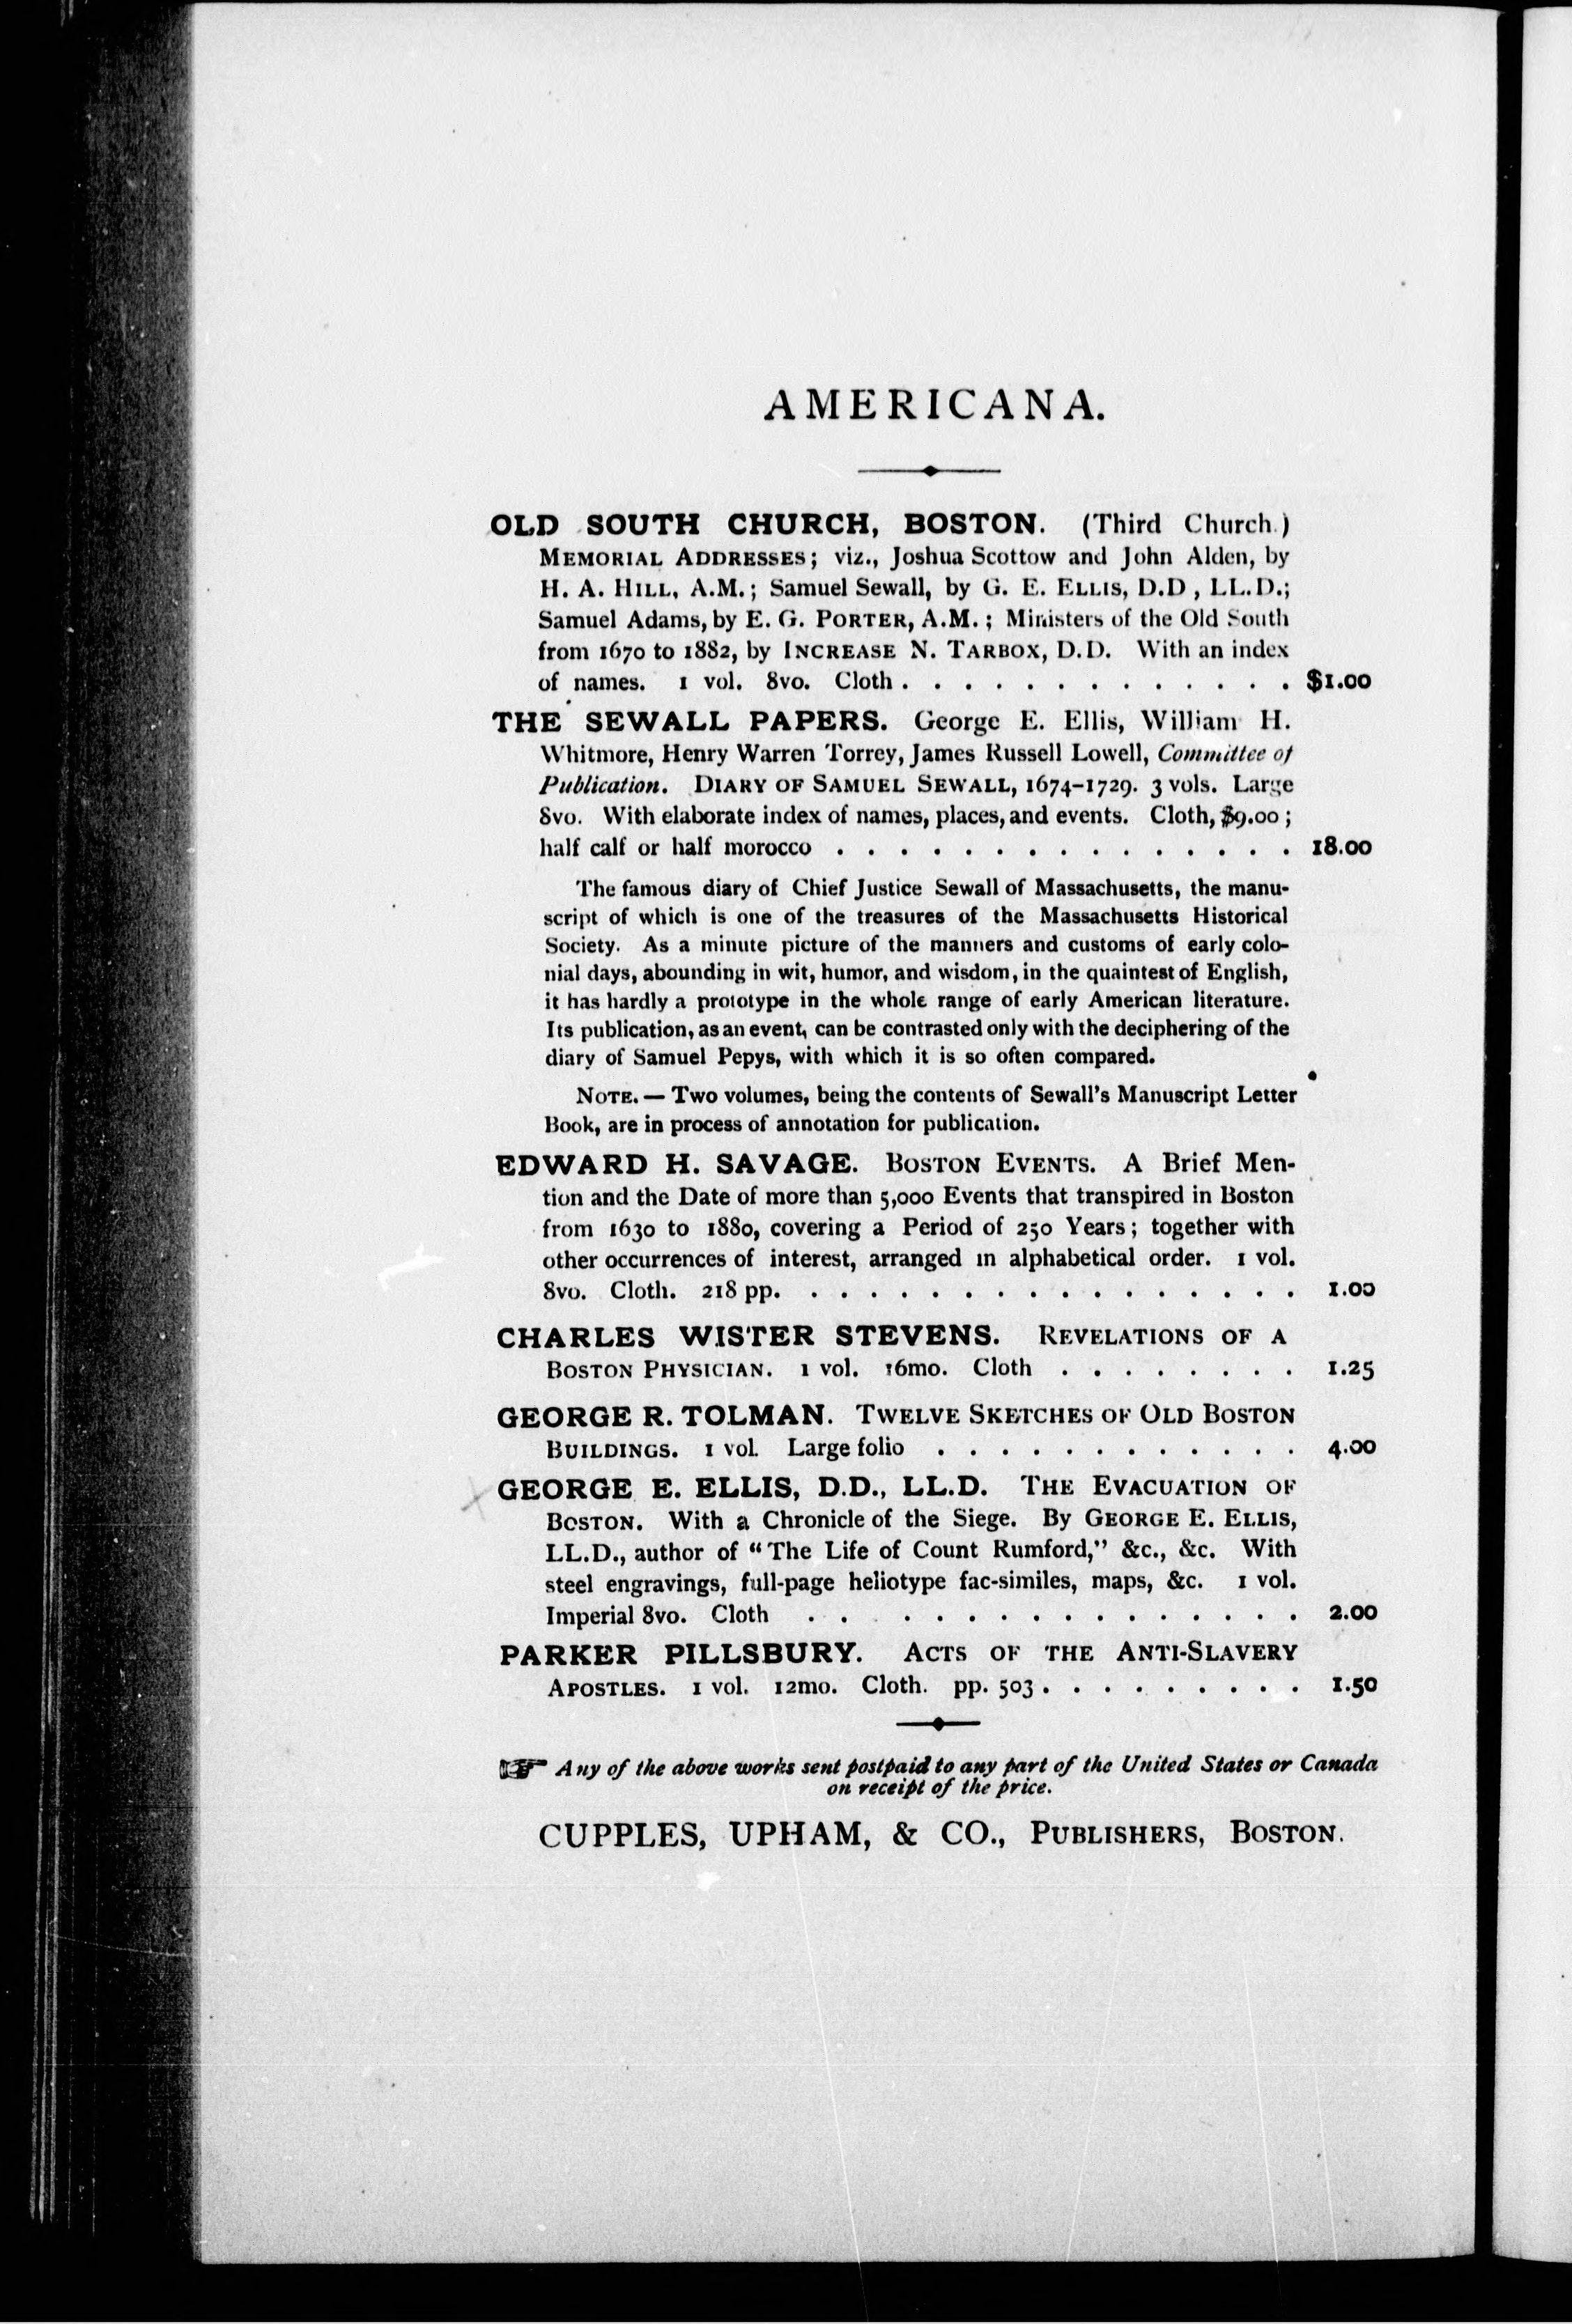 AMERICANA.
OLD SOUTH CHURCH, BOSTON. (Third Church.)
MEMORIAL ADDRESSES; viz., Joshua Scottow and John Alden, by
H. A. HILL, A.M.; Samuel Sewall, by G. E. ELLIS, D.D , LL.D.;
Samuel Adams, by E. G. PORTER, A.M.; Ministers of the Old South
from 1670 to 1882, by INCREASE N. TARBOX, D.D. With an index
of names. 1 vol. 8vo. Cloth . . . . . . . . . . . . . $1.00
THE SEWALL PAPERS. George E. Ellis, William H.
Whitmore, Henry Warren Torrey, James Russell Lowell, Committee of
Publication. DIARY OF SAMUEL SEWALL, 1674-1729. 3 vols. Large
8vo. With elaborate index of names, places, and events. Cloth, $9.00;
half calf or half morocco . . . . . . . . . . . . . . . 18.00
The famous diary of Chief Justice Sewall of Massachusetts, the manu-
script of which is one of the treasures of the Massachusetts Historical
Society. As a minute picture of the manners and customs of early colo-
nial days, abounding in wit, humor, and wisdom, in the quaintest of English,
it has hardly a prototype in the whole range of early American literature.
Its publication, as an event, can be contrasted only with the deciphering of the
diary of Samuel Pepys, with which it is so often compared.
NOTE. — Two volumes, being the contents of Sewall's Manuscript Letter
Book, are in process of annotation for publication.
EDWARD H. SAVAGE. BOSTON EVENTS. A Brief Men-
tion and the Date of more than 5,000 Events that transpired in Boston
from 1630 to 1880, covering a Period of 250 Years; together with
other occurrences of interest, arranged in alphabetical order. 1 vol.
8vo. Cloth. 218 pp. . . . . . . . . . . . . . . . . 1.00
CHARLES WISTER STEVENS. REVELATIONS OF A
BOSTON PHYSICIAN. 1 vol. 16mo. Cloth . . . . . . . . 1.25
GEORGE R. TOLMAN. TWELVE SKETCHES OF OLD BOSTON
BUILDINGS. 1 vol. Large folio . . . . . . . . . . . . 4.00
GEORGE E. ELLIS, D.D., LL.D. THE EVACUATION OF
BOSTON. With a Chronicle of the Siege. By GEORGE E. ELLIS,
LL.D., author of "The Life of Count Rumford," &c., &c. With
steel engravings, full-page heliotype fac-similes, maps, &c. 1 vol.
Imperial 8vo. Cloth . . . . . . . . . . . . . . . . 2.00
PARKER PILLSBURY. ACTS OF THE ANTI-SLAVERY
APOSTLES. 1 vol. 12mo. Cloth. pp. 503 . . . . . . . . . 1.50
☞ Any of the above works sent postpaid to any part of the United States or Canada
on receipt of the price.
CUPPLES, UPHAM, & CO., PUBLISHERS, BOSTON.